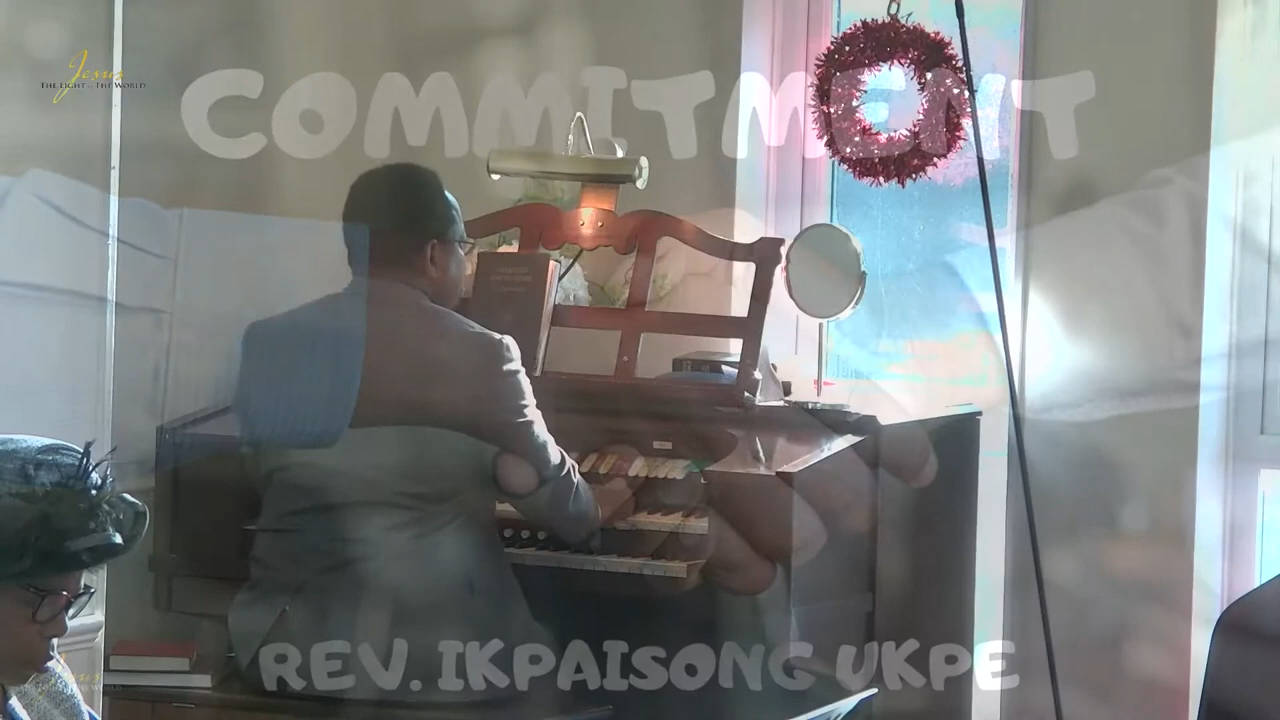 Jesus
THE LIGHT of THE WORLD
COMMITMENT
REV. IKPAISONG UKPE